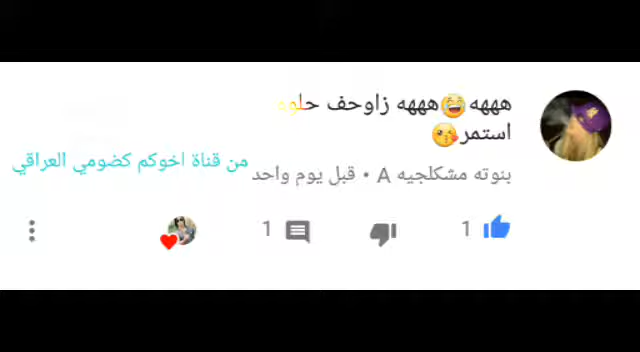 هههه😂هههه زاوحف حلوه
استمر😘
من قناة اخوكم كضومي العراقي
بنوته مشكلجيه A • قبل يوم واحد
1
1